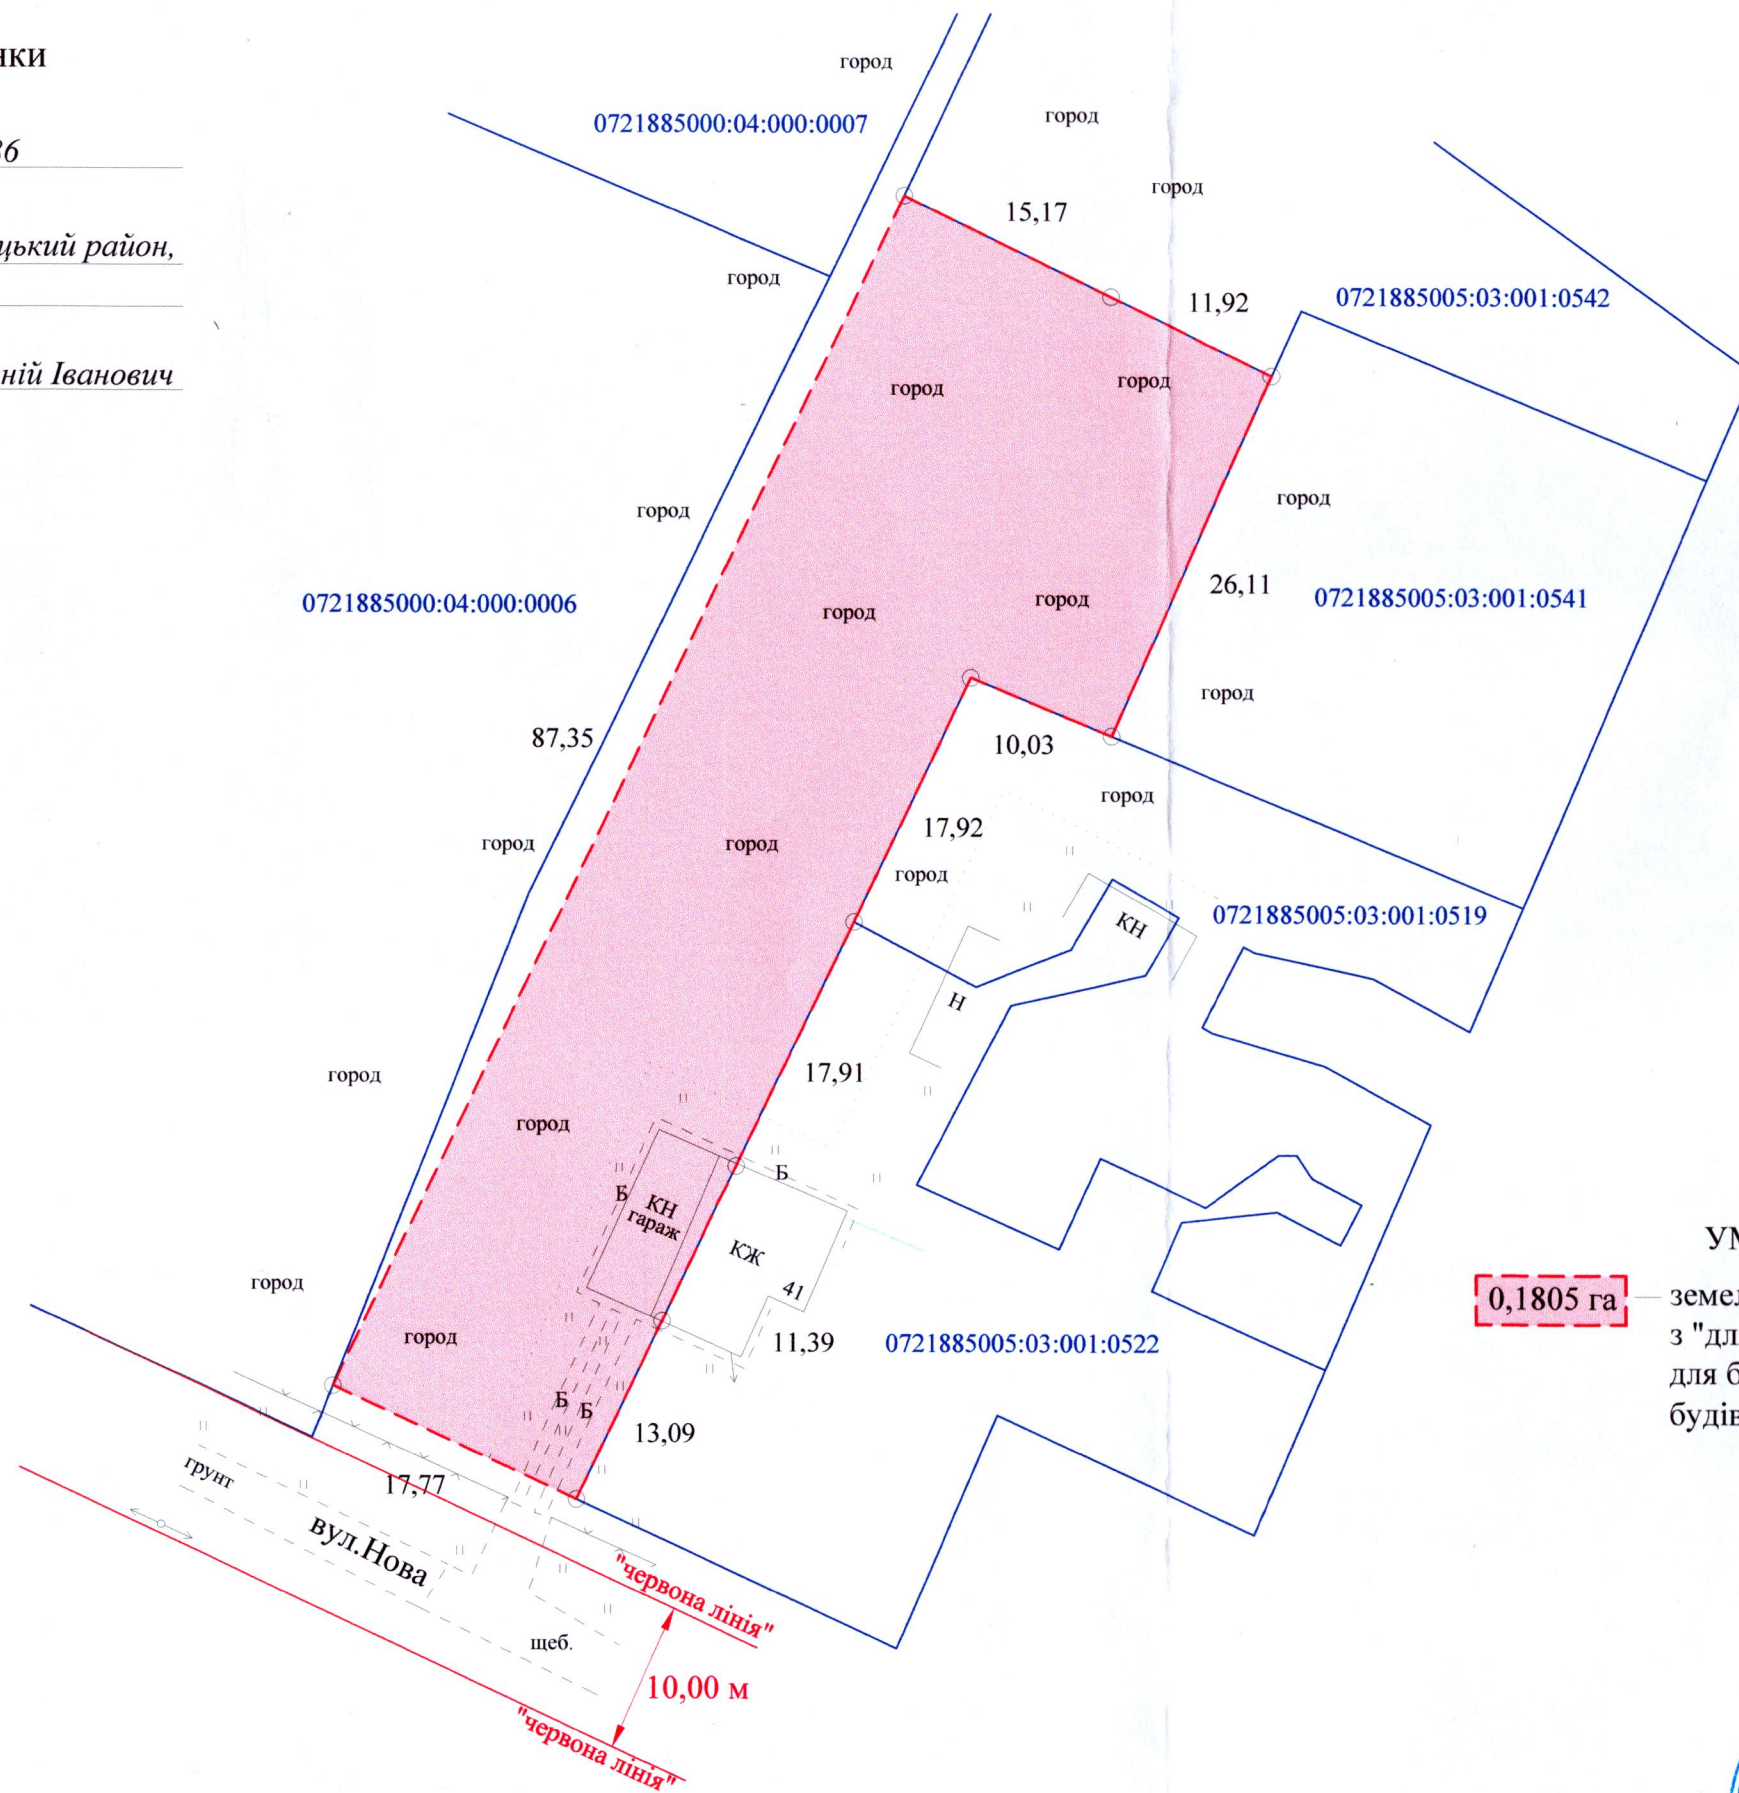 нки
36
цький район,
ній Іванович
город
0721885000:04:000:0007
город
город
15,17
город
11,92
0721885005:03:001:0542
город
город
город
город
26,11
0721885005:03:001:0541
0721885000:04:000:0006
город
город
город
87,35
10,03
город
17,92
город
город
город
0721885005:03:001:0519
КН
Н
17,91
город
город
Б
Б
КН
гараж
КЖ
41
город
11,39
0721885005:03:001:0522
город
Б
Б
13,09
17,77
грунт
вул.Нова
щеб.
"червона лінія"
10,00 м
"червона лінія"
УМ
0,1805 га
земел
з "дл
для б
будів